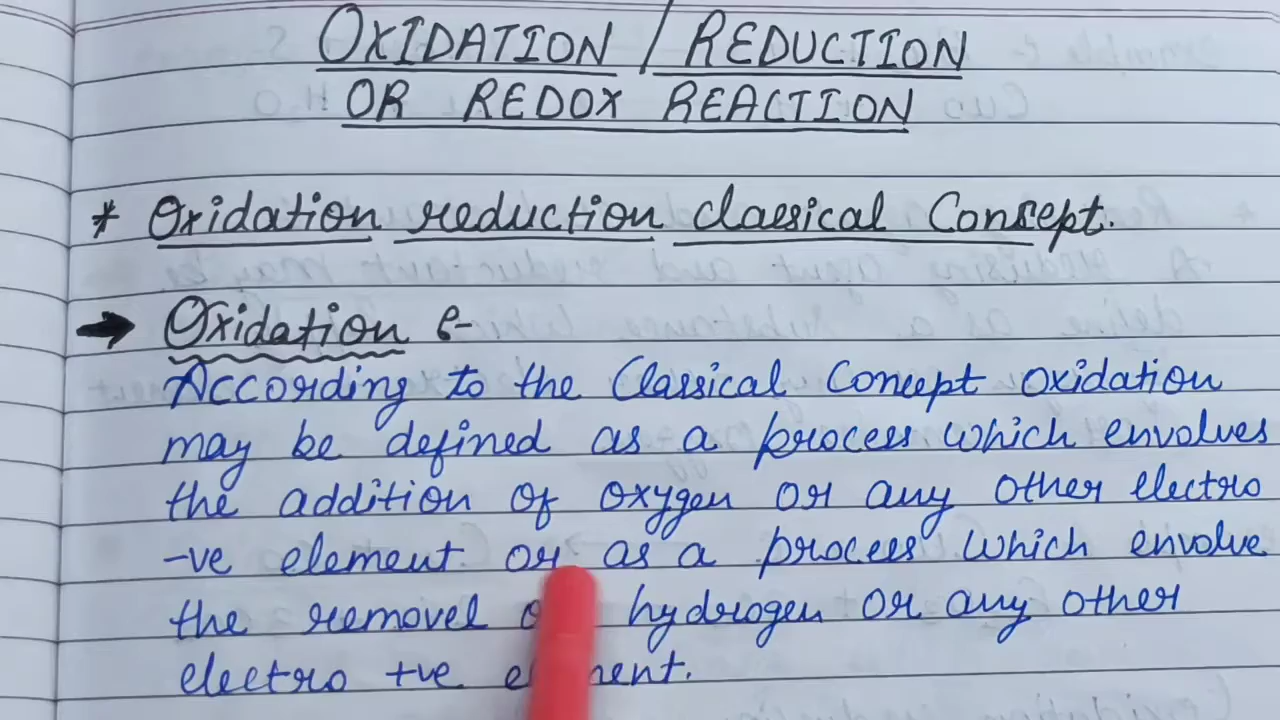 OXIDATION / REDUCTION
OR REDOX REACTION
* Oxidation reduction classical Consept.
→ Oxidation :-
According to the Classical Concept oxidation
may be defined as a process which envolves
the addition of oxygen or any other electro
-ve element or as a process which envolve
the removel hydrogen or any other
electro +ve